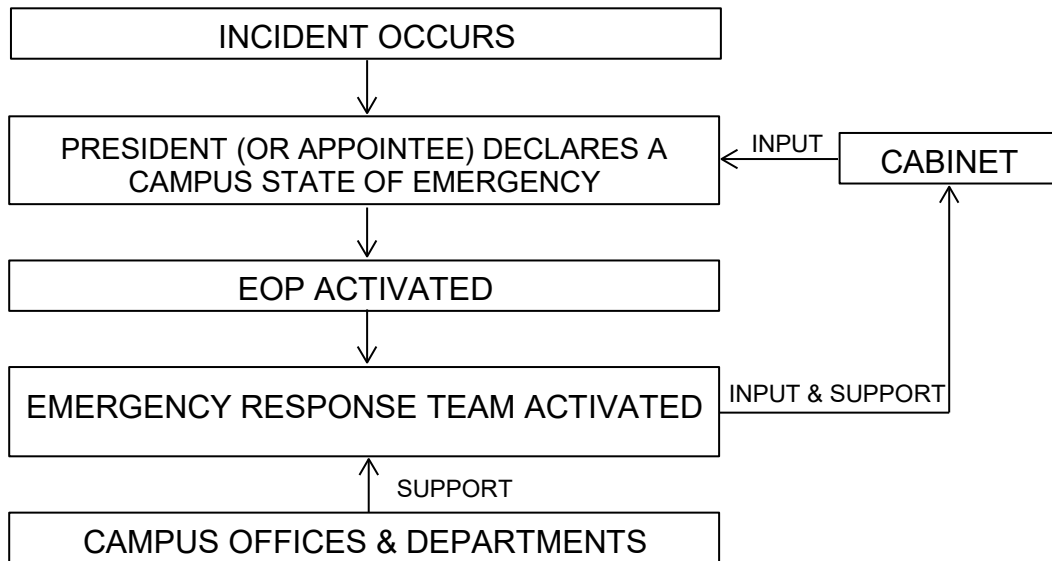 INCIDENT OCCURS
PRESIDENT (OR APPOINTEE) DECLARES A
CAMPUS STATE OF EMERGENCY
INPUT
CABINET
EOP ACTIVATED
EMERGENCY RESPONSE TEAM ACTIVATED
INPUT & SUPPORT
SUPPORT
CAMPUS OFFICES & DEPARTMENTS